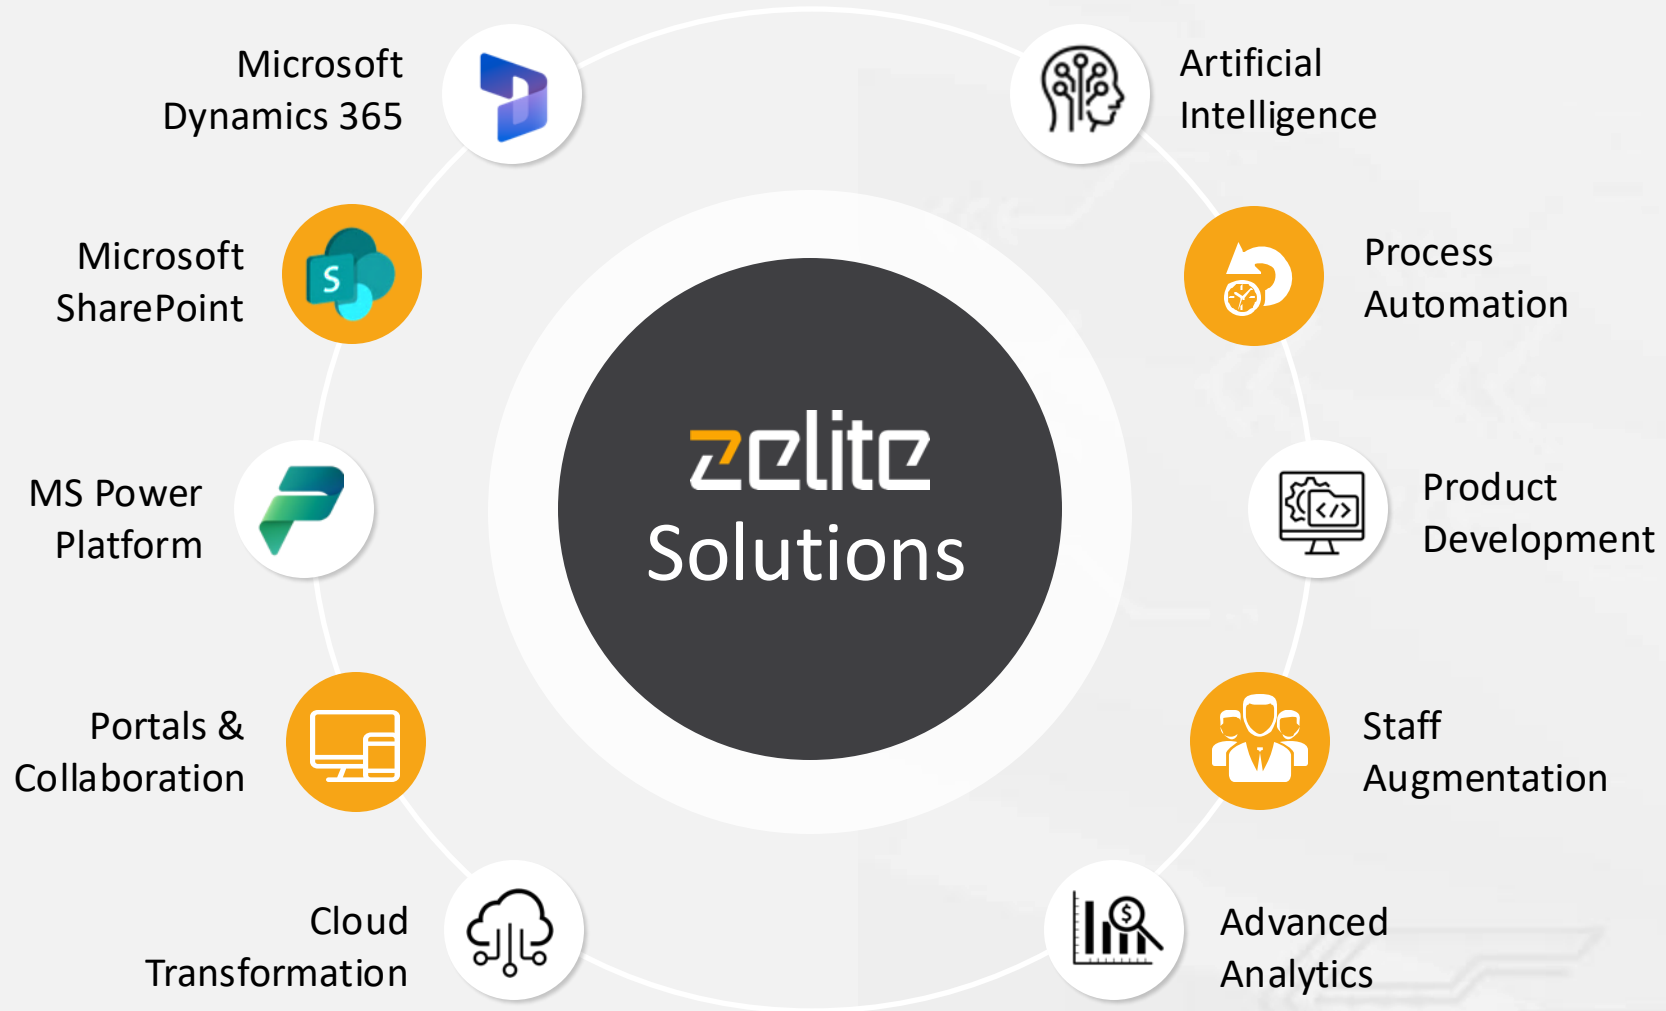 Microsoft
Dynamics 365
Microsoft
SharePoint
S
MS Power
Platform
Portals &
Collaboration
Cloud
Transformation
zelite
Solutions
Artificial
Intelligence
Process
Automation
Product
Development
</>
Staff
Augmentation
$
Advanced
Analytics